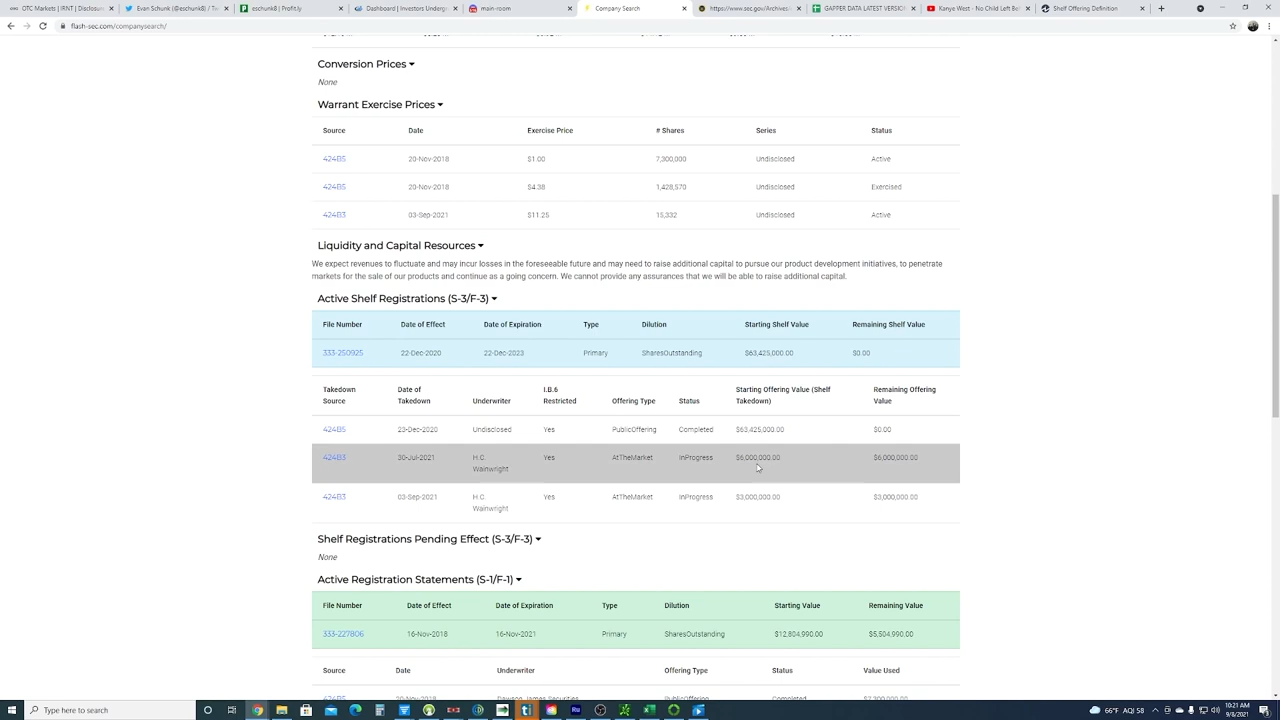 OTC Markets | IRNT | Disclosu
Evan Schunk (@eschunk8) / Tw
eschunk8 | Profit.ly
Dashboard | Investors Underg
main-room
Company Search
https://www.sec.gov/Archives
GAPPER DATA LATEST VERSIO
Kanye West - No Child Left Be
Shelf Offering Definition
flash-sec.com/companysearch/
Conversion Prices
None
Warrant Exercise Prices
Source Date Exercise Price # Shares Series Status
424B5 20-Nov-2018 $1.00 7,300,000 Undisclosed Active
424B5 20-Nov-2018 $4.38 1,428,570 Undisclosed Exercised
424B3 03-Sep-2021 $11.25 15,332 Undisclosed Active
Liquidity and Capital Resources
We expect revenues to fluctuate and may incur losses in the foreseeable future and may need to raise additional capital to pursue our product development initiatives, to penetrate
markets for the sale of our products and continue as a going concern. We cannot provide any assurances that we will be able to raise additional capital.
Active Shelf Registrations (S-3/F-3)
File Number Date of Effect Date of Expiration Type Dilution Starting Shelf Value Remaining Shelf Value
333-250925 22-Dec-2020 22-Dec-2023 Primary SharesOutstanding $63,425,000.00 $0.00
Takedown Source Date of Takedown Underwriter I.B.6 Restricted Offering Type Status Starting Offering Value (Shelf Takedown) Remaining Offering Value
424B5 23-Dec-2020 Undisclosed Yes PublicOffering Completed $63,425,000.00 $0.00
424B3 30-Jul-2021 H.C. Wainwright Yes AtTheMarket InProgress $6,000,000.00 $6,000,000.00
424B3 03-Sep-2021 H.C. Wainwright Yes AtTheMarket InProgress $3,000,000.00 $3,000,000.00
Shelf Registrations Pending Effect (S-3/F-3)
None
Active Registration Statements (S-1/F-1)
File Number Date of Effect Date of Expiration Type Dilution Starting Value Remaining Value
333-227806 16-Nov-2018 16-Nov-2021 Primary SharesOutstanding $12,804,990.00 $5,504,990.00
Source Date Underwriter Offering Type Status Value Used
424B5 20-Nov-2018 Dawson James Securities PublicOffering Completed $7,300,000.00
Type here to search
66°F AQI 58
10:21 AM
9/8/2021